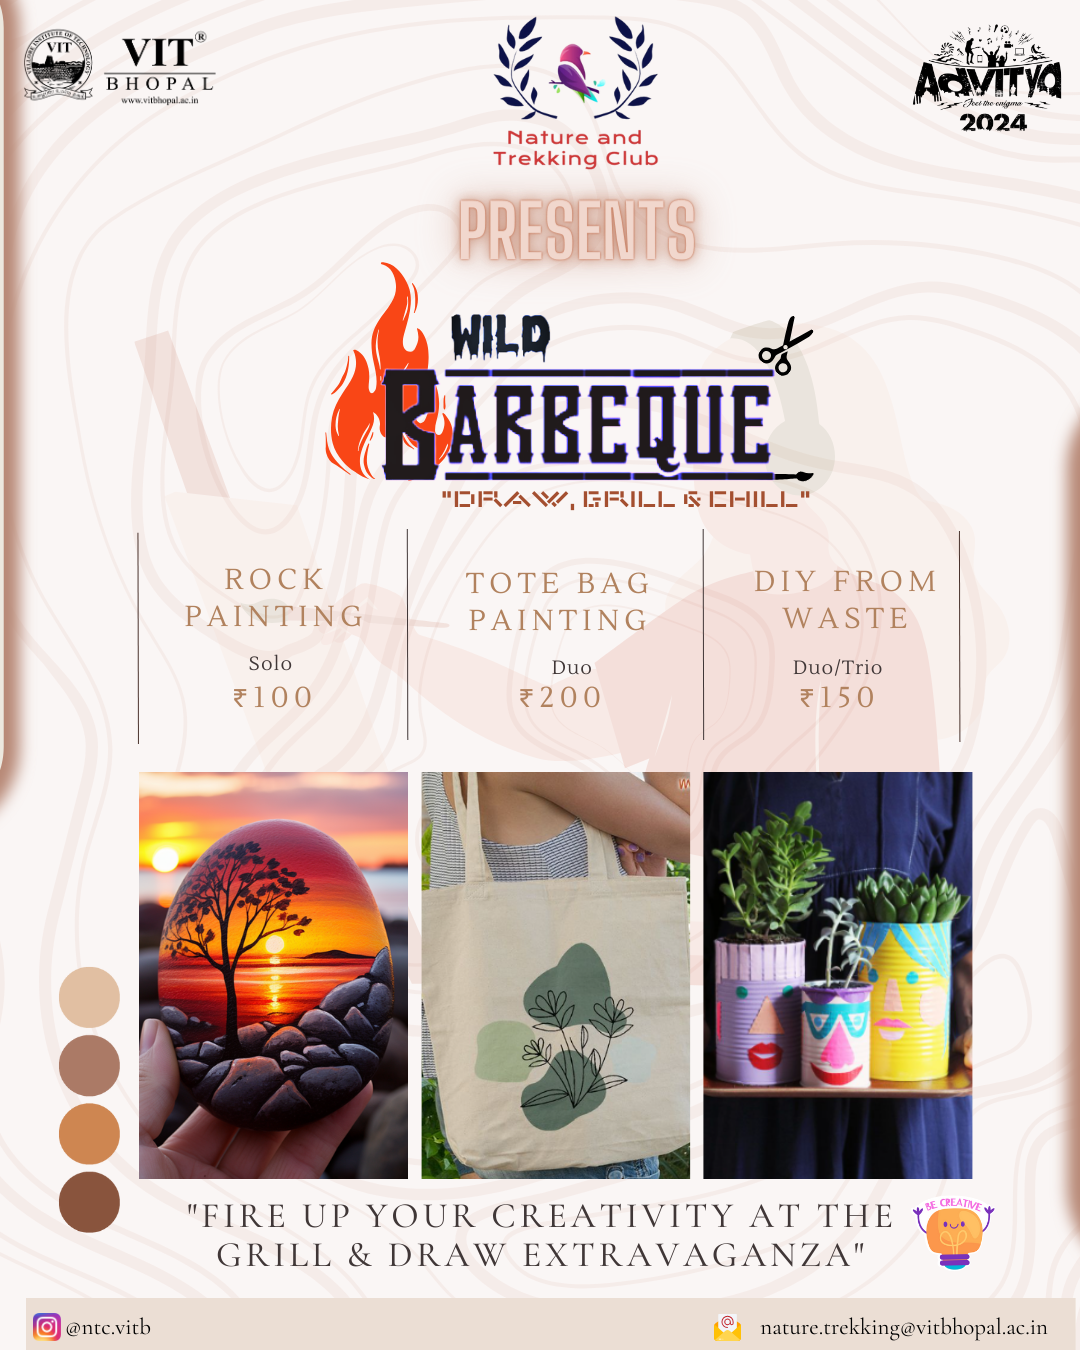 VIT
VIT®
BHOPAL
www.vitbhopal.ac.in
Nature and
Trekking Club
AdVITYA
Feel the enigma
2024
PRESENTS
WILD
BARBEQUE
"DRAW, GRILL & CHILL"
ROCK
PAINTING
Solo
₹100
TOTE BAG
PAINTING
Duo
₹200
DIY FROM
WASTE
Duo/Trio
₹150
"FIRE UP YOUR CREATIVITY AT THE
GRILL & DRAW EXTRAVAGANZA"
BE CREATIVE
@ntc.vitb
nature.trekking@vitbhopal.ac.in